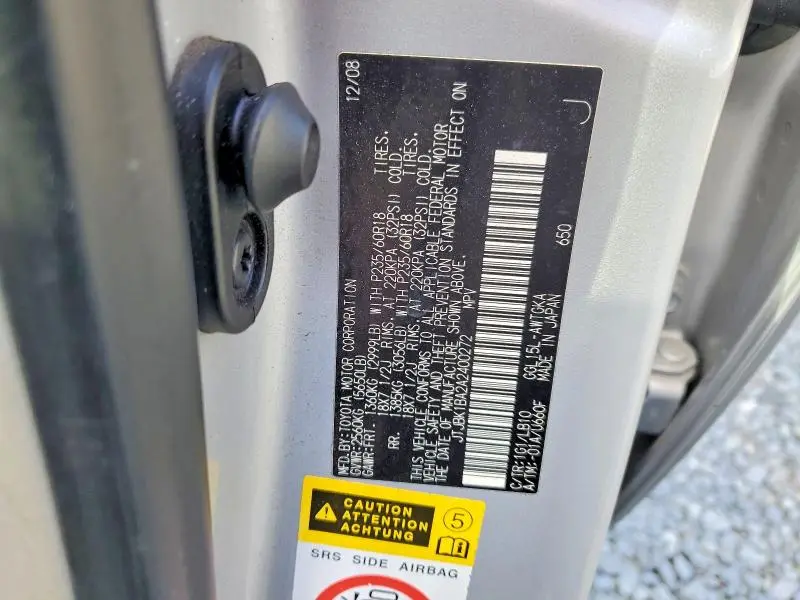 MFD.BY:TOYOTA MOTOR CORPORATION 12/08
GVWR:2560KG (5650LB)
GAWR:FRT. 1360KG (2999LB) WITH P235/60R18 TIRES.
18X7 1/2J RIMS. AT 220KPA (32PSI) COLD.
RR. 1385KG (3056LB) WITH P235/60R18 TIRES.
18X7 1/2J RIMS. AT 220KPA (32PSI) COLD.
THIS VEHICLE CONFORMS TO ALL APPLICABLE FEDERAL MOTOR
VEHICLE SAFETY AND THEFT PREVENTION STANDARDS IN EFFECT ON
THE DATE OF MANUFACTURE SHOWN ABOVE.
JTJBK1BA0A2400272 MPV
C/TR:1G1/LB10 GGL15L-AWTGKA 650
A/TM:-01A/U660F MADE IN JAPAN J
CAUTION
ATTENTION
ACHTUNG
5
SRS SIDE AIRBAG